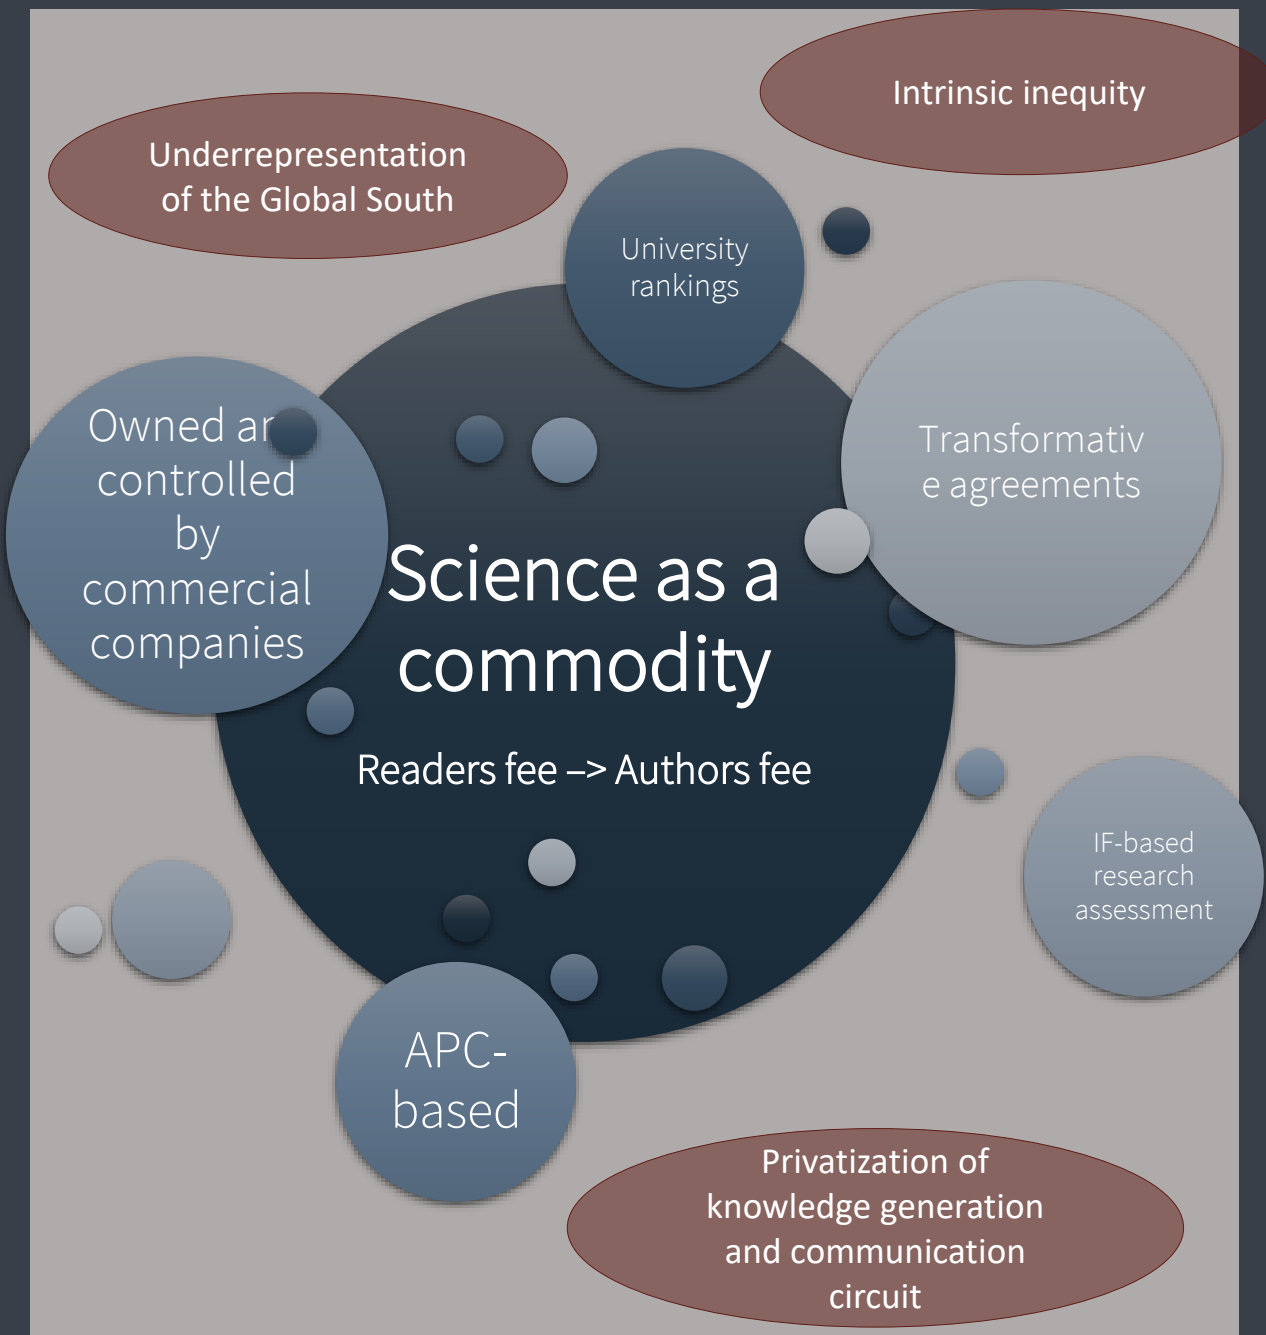 Intrinsic inequity
Underrepresentation
of the Global South
University
rankings
Owned an
controlled
by
commercial
companies
Transformativ
e agreements
Science as a
commodity
Readers fee –> Authors fee
IF-based
research
assessment
APC-
based
Privatization of
knowledge generation
and communication
circuit